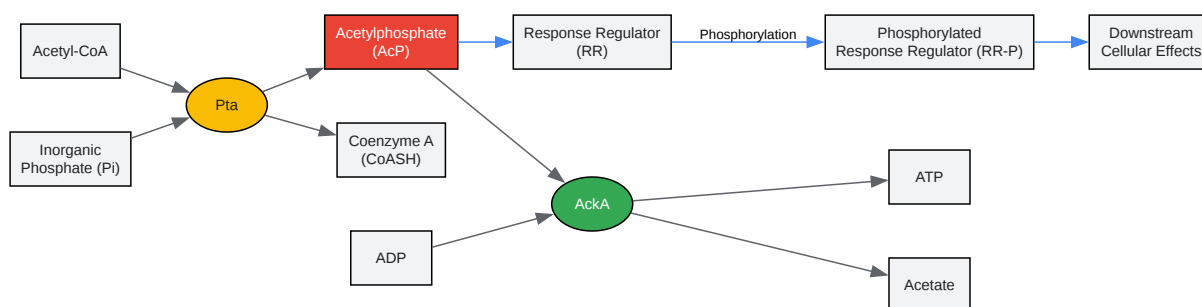 Acetyl-CoA
Inorganic
Phosphate (Pi)
Pta
Acetylphosphate
(AcP)
Coenzyme A
(CoASH)
Response Regulator
(RR)
Phosphorylation
Phosphorylated
Response Regulator (RR-P)
Downstream
Cellular Effects
ADP
AckA
ATP
Acetate